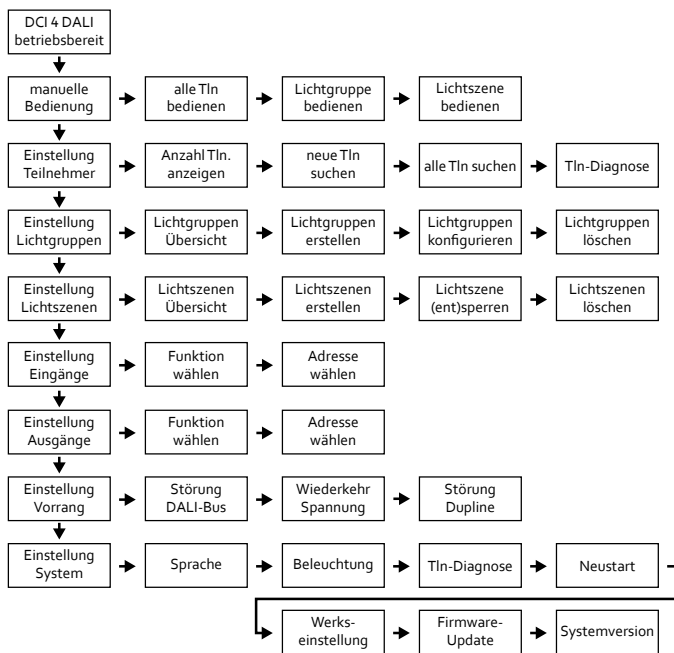 DCI 4 DALI
betriebsbereit
manuelle
Bedienung
alle Tln
bedienen
Lichtgruppe
bedienen
Lichtszene
bedienen
Einstellung
Teilnehmer
Anzahl Tln.
anzeigen
neue Tln
suchen
alle Tln suchen
Tln-Diagnose
Einstellung
Lichtgruppen
Lichtgruppen
Übersicht
Lichtgruppen
erstellen
Lichtgruppen
konfigurieren
Lichtgruppen
löschen
Einstellung
Lichtszenen
Lichtszenen
Übersicht
Lichtszenen
erstellen
Lichtszene
(ent)sperren
Lichtszenen
löschen
Einstellung
Eingänge
Funktion
wählen
Adresse
wählen
Einstellung
Ausgänge
Funktion
wählen
Adresse
wählen
Einstellung
Vorrang
Störung
DALI-Bus
Wiederkehr
Spannung
Störung
Dupline
Einstellung
System
Sprache
Beleuchtung
Tln-Diagnose
Neustart
Werks-
einstellung
Firmware-
Update
Systemversion